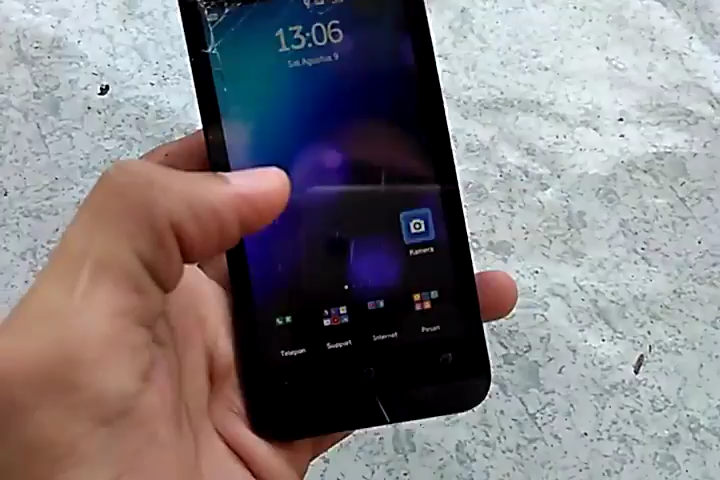 13:06
Sat, Agustus 9
Kamera
Telepon
Support
Internet
Pesan